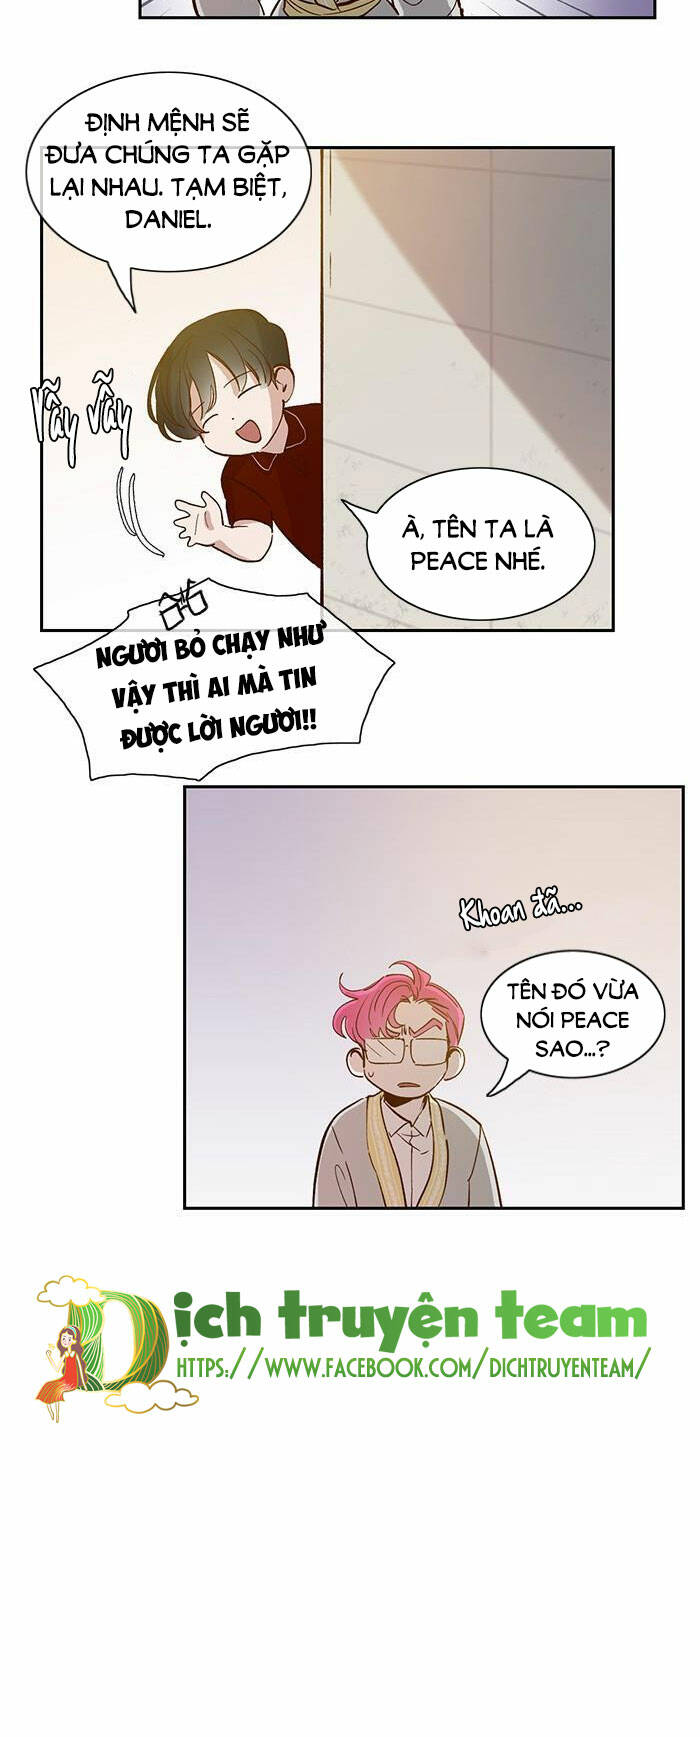 ĐỊNH MỆNH SẼ
ĐƯA CHÚNG TA GẶP
LẠI NHAU. TẠM BIỆT,
DANIEL.
Vẫy vẫy
À, TÊN TA LÀ
PEACE NHÉ.
NGƯƠI BỎ CHẠY NHƯ
VẬY THÌ AI MÀ TIN
ĐƯỢC LỜI NGƯƠI!!
Khoan đã...
TÊN ĐÓ VỪA
NÓI PEACE
SAO...?
Dịch truyện team
HTTPS://WWW.FACEBOOK.COM/DICHTRUYENTEAM/